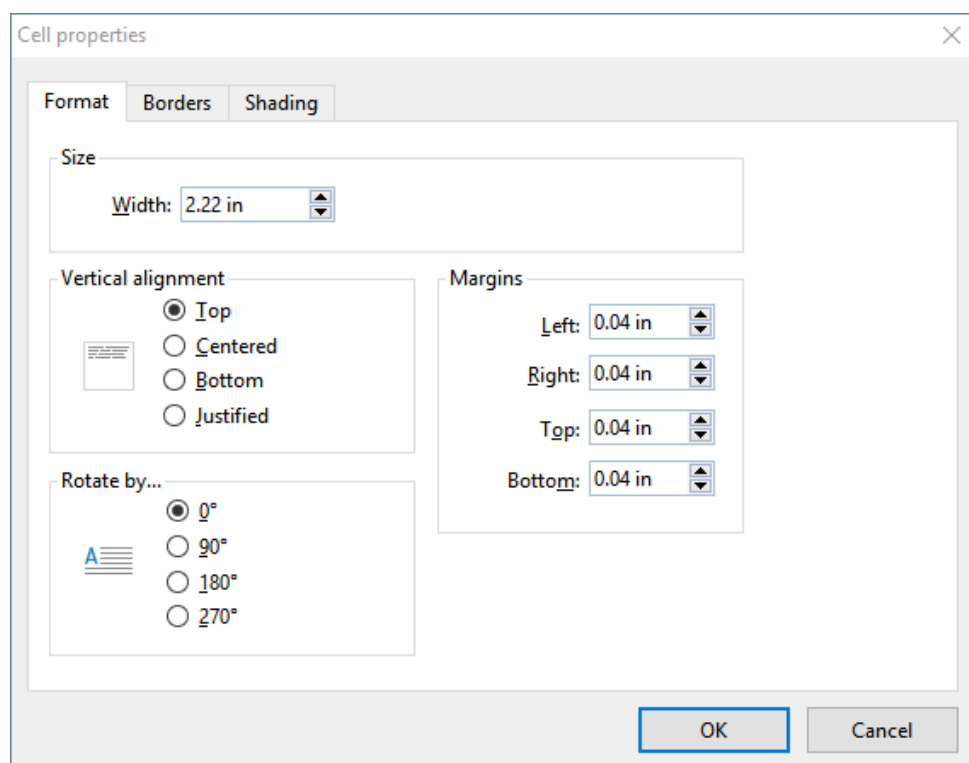 Cell properties
Format Borders Shading
Size
Width: 2.22 in
Vertical alignment
Top
Centered
Bottom
Justified
Margins
Left: 0.04 in
Right: 0.04 in
Top: 0.04 in
Bottom: 0.04 in
Rotate by...
A
0°
90°
180°
270°
OK Cancel